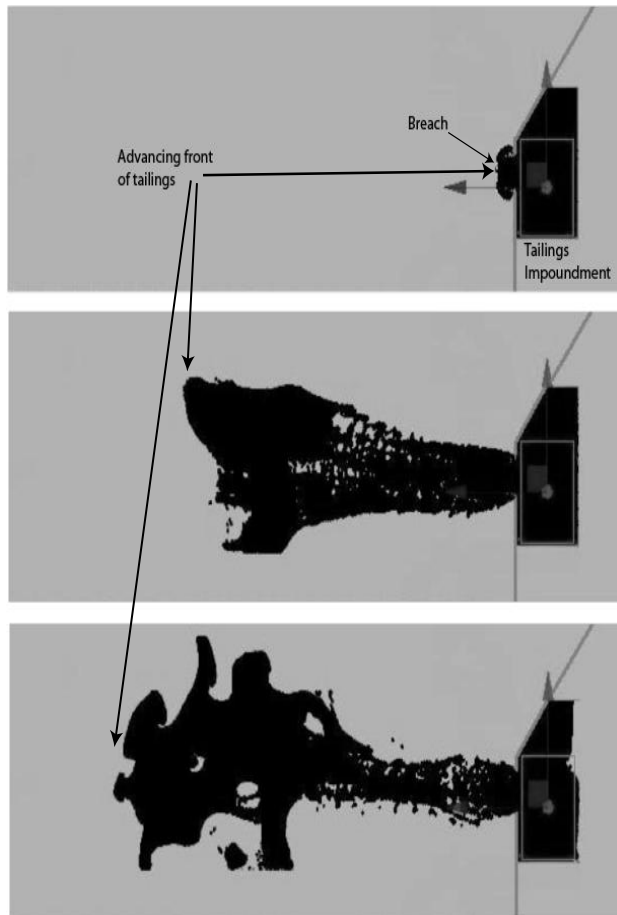 Breach
Advancing front
of tailings
Tailings
Impoundment